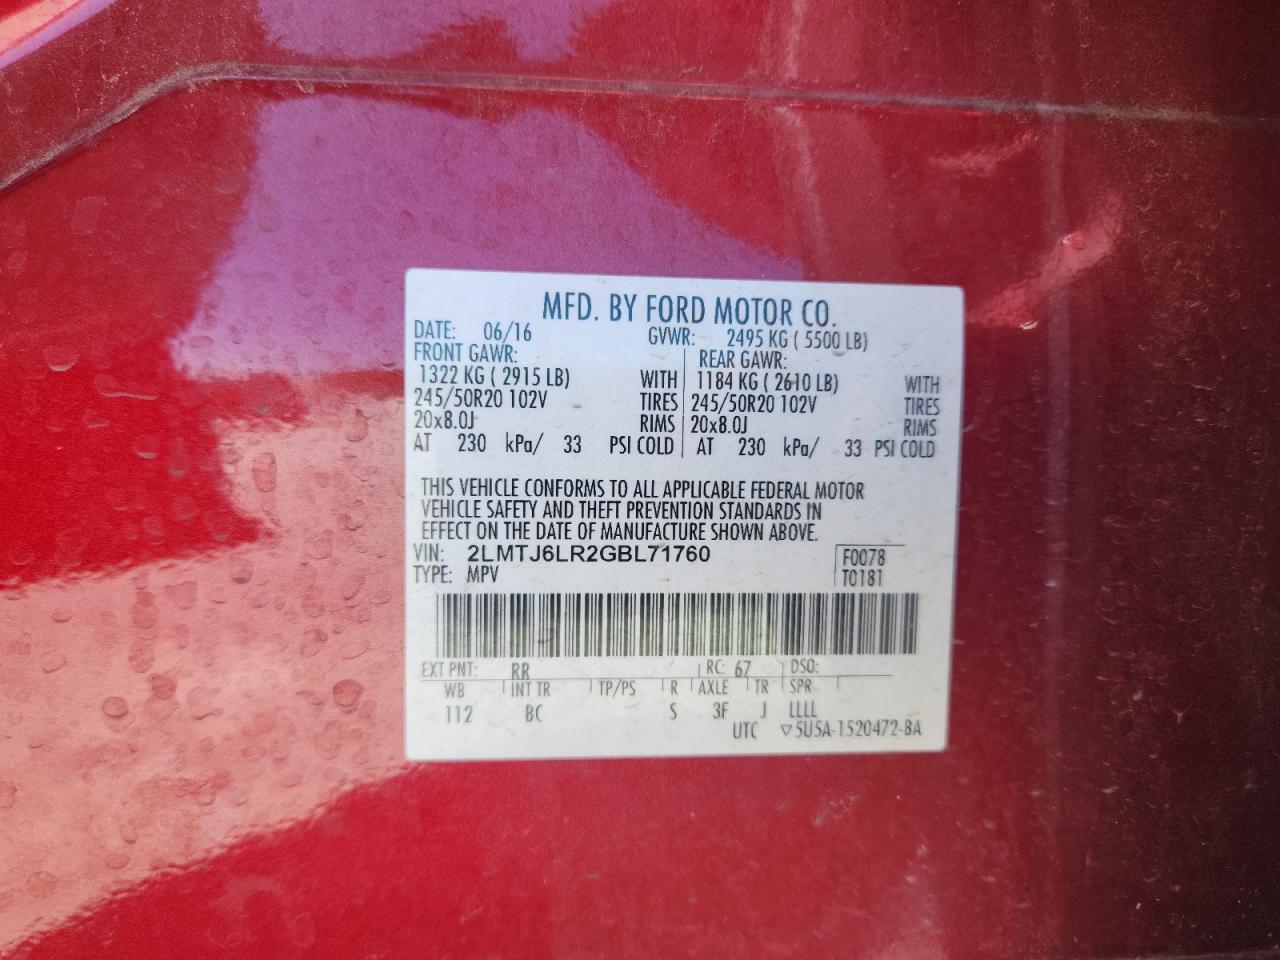 MFD. BY FORD MOTOR CO.
DATE: 06/16 GVWR: 2495 KG ( 5500 LB)
FRONT GAWR: REAR GAWR:
1322 KG ( 2915 LB) WITH 1184 KG ( 2610 LB) WITH
245/50R20 102V TIRES 245/50R20 102V TIRES
20x8.0J RIMS 20x8.0J RIMS
AT 230 kPa/ 33 PSI COLD AT 230 kPa/ 33 PSI COLD
THIS VEHICLE CONFORMS TO ALL APPLICABLE FEDERAL MOTOR
VEHICLE SAFETY AND THEFT PREVENTION STANDARDS IN
EFFECT ON THE DATE OF MANUFACTURE SHOWN ABOVE.
VIN: 2LMTJ6LR2GBL71760 F0078
TYPE: MPV T0181
EXT PNT: RR RC: 67 DSO:
WB INT TR TP/PS R AXLE TR SPR
112 BC S 3F J LLLL
UTC ▽5U5A-1520472-BA